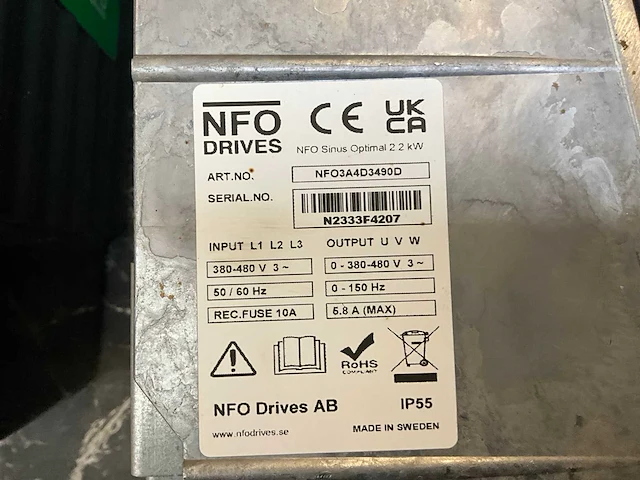 NFO
DRIVES
CE
UK
CA
NFO Sinus Optimal 2.2 kW
ART.NO. NFO3A4D3490D
SERIAL.NO.
N2333F4207
INPUT L1 L2 L3 OUTPUT U V W
380-480 V 3 ~ 0 - 380-480 V 3 ~
50 / 60 Hz 0 - 150 Hz
REC.FUSE 10A 5.8 A (MAX)
RoHS
COMPLIANT
NFO Drives AB IP55
www.nfodrives.se MADE IN SWEDEN